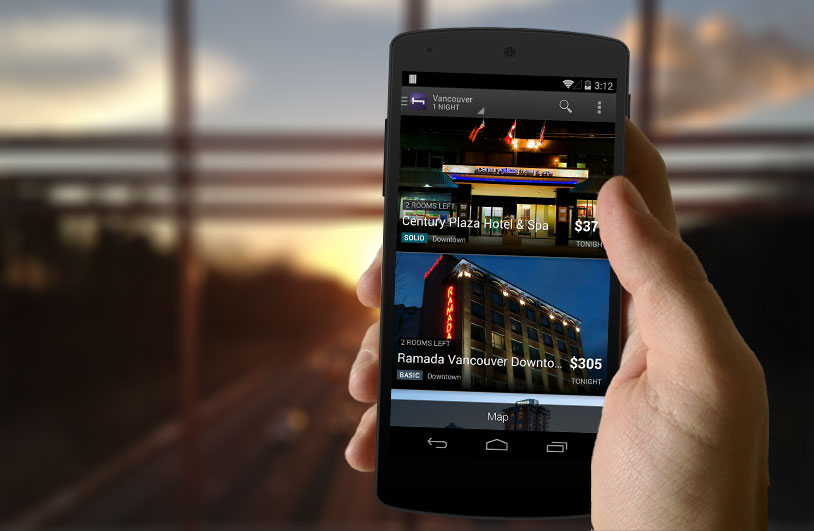 3:12
Vancouver
1 NIGHT
2 ROOMS LEFT
Century Plaza Hotel & Spa
$37
SOLID Downtown
TONIGHT
RAMADA
2 ROOMS LEFT
Ramada Vancouver Downto... $305
BASIC Downtown
TONIGHT
Map